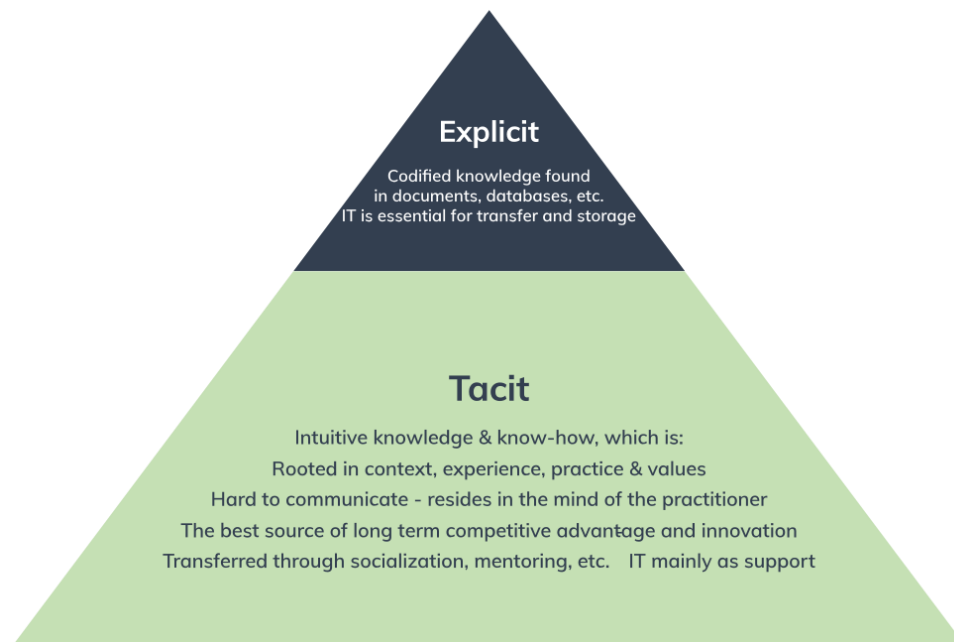 Explicit
Codified knowledge found
in documents, databases, etc.
IT is essential for transfer and storage
Tacit
Intuitive knowledge & know-how, which is:
Rooted in context, experience, practice & values
Hard to communicate - resides in the mind of the practitioner
The best source of long term competitive advantage and innovation
Transferred through socialization, mentoring, etc. IT mainly as support